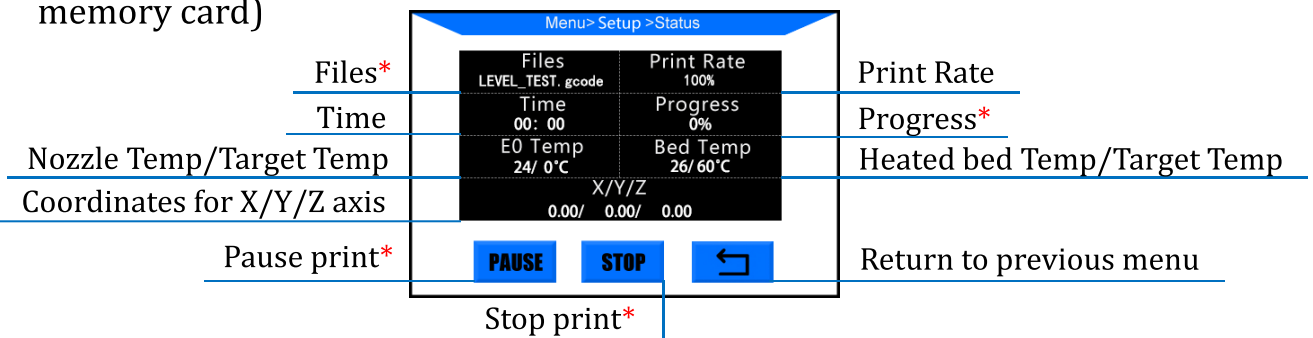 memory card)
Menu> Setup >Status
Files*
Files
Print Rate
Print Rate
LEVEL_TEST. gcode
100%
Time
Time
Progress
Progress*
00: 00
0%
Nozzle Temp/Target Temp
E0 Temp
Bed Temp
Heated bed Temp/Target Temp
24/ 0°C
26/ 60°C
Coordinates for X/Y/Z axis
X/Y/Z
0.00/ 0.00/ 0.00
Pause print*
PAUSE
STOP
Return to previous menu
Stop print*